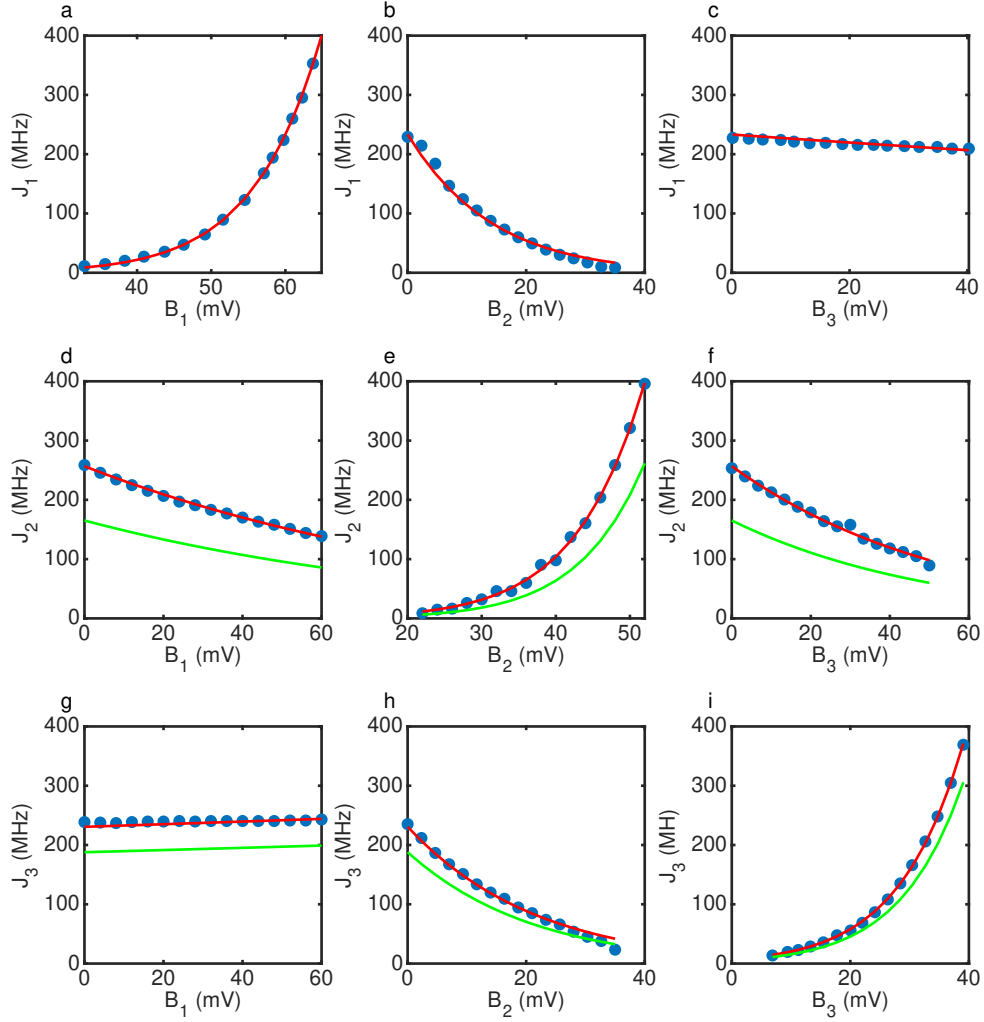 a
400
300
200
100
0
J1 (MHz)
40 50 60
B1 (mV)
b
400
300
200
100
0
J1 (MHz)
0 20 40
B2 (mV)
c
400
300
200
100
0
J1 (MHz)
0 20 40
B3 (mV)
d
400
300
200
100
0
J2 (MHz)
0 20 40 60
B1 (mV)
e
400
300
200
100
0
J2 (MHz)
20 30 40 50
B2 (mV)
f
400
300
200
100
0
J2 (MHz)
0 20 40 60
B3 (mV)
g
400
300
200
100
0
J3 (MHz)
0 20 40 60
B1 (mV)
h
400
300
200
100
0
J3 (MHz)
0 20 40
B2 (mV)
i
400
300
200
100
0
J3 (MH)
0 20 40
B3 (mV)